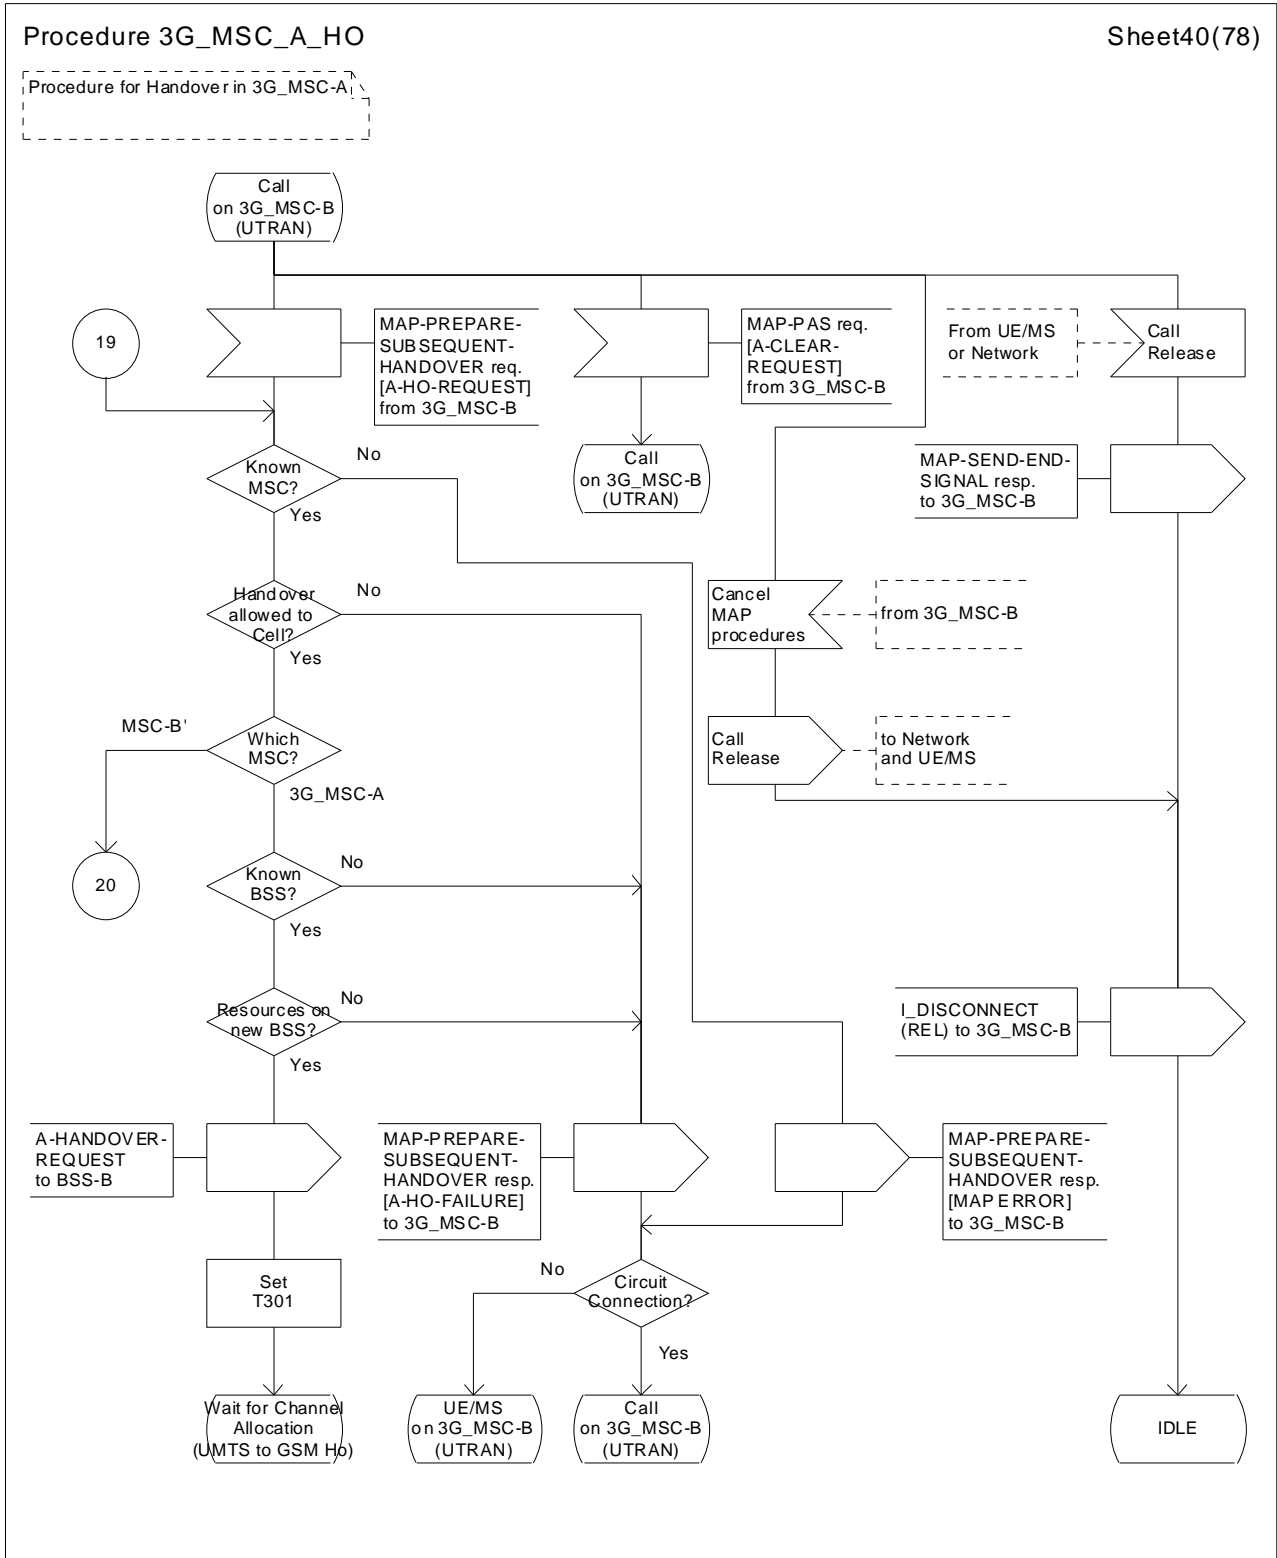 Procedure 3G_MSC_A_HO
Sheet40(78)
Procedure for Handover in 3G_MSC-A
Call
on 3G_MSC-B
(UTRAN)
19
MAP-PREPARE-
SUBSEQUENT-
HANDOVER req.
[A-HO-REQUEST]
from 3G_MSC-B
MAP-PAS req.
[A-CLEAR-
REQUEST]
from 3G_MSC-B
From UE/MS
or Network
Call
Release
Known
MSC?
No
Yes
Call
on 3G_MSC-B
(UTRAN)
MAP-SEND-END-
SIGNAL resp.
to 3G_MSC-B
Handover
allowed to
Cell?
No
Yes
Cancel
MAP
procedures
from 3G_MSC-B
MSC-B'
Which
MSC?
3G_MSC-A
Call
Release
to Network
and UE/MS
20
Known
BSS?
No
Yes
Resources on
new BSS?
No
Yes
I_DISCONNECT
(REL) to 3G_MSC-B
A-HANDOVER-
REQUEST
to BSS-B
MAP-PREPARE-
SUBSEQUENT-
HANDOVER resp.
[A-HO-FAILURE]
to 3G_MSC-B
MAP-PREPARE-
SUBSEQUENT-
HANDOVER resp.
[MAP ERROR]
to 3G_MSC-B
Set
T301
No
Circuit
Connection?
Yes
Wait for Channel
Allocation
(UMTS to GSM Ho)
UE/MS
on 3G_MSC-B
(UTRAN)
Call
on 3G_MSC-B
(UTRAN)
IDLE